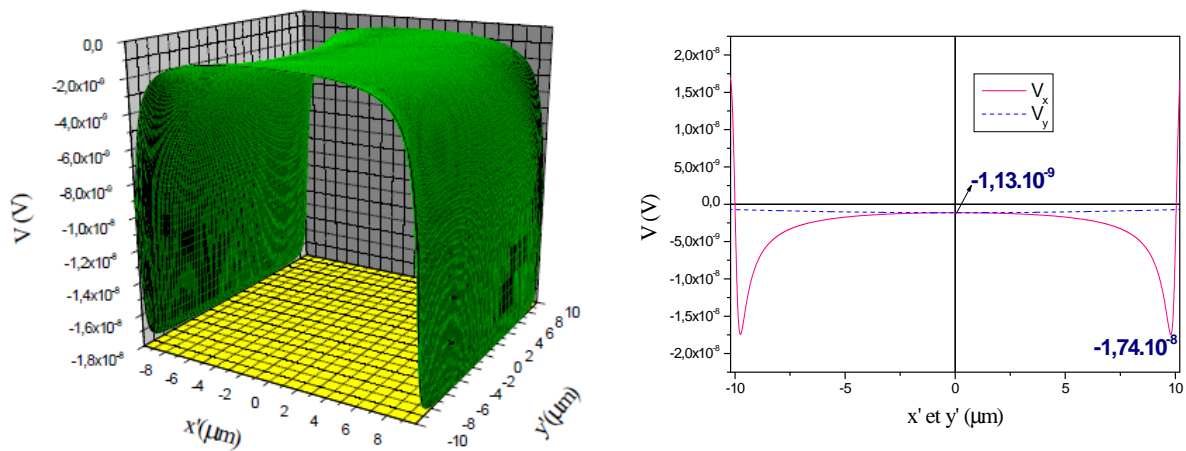 0,0
-2,0x10⁻⁹
-4,0x10⁻⁹
-6,0x10⁻⁹
-8,0x10⁻⁹
-1,0x10⁻⁸
-1,2x10⁻⁸
-1,4x10⁻⁸
-1,6x10⁻⁸
-1,8x10⁻⁸
V (V)
-8 -6 -4 -2 0 2 4 6 8
x'(μm)
-10 -8 -6 -4 -2 0 2 4 6 8 10
y'(μm)
2,0x10⁻⁸
1,5x10⁻⁸
1,0x10⁻⁸
5,0x10⁻⁹
0,0
-5,0x10⁻⁹
-1,0x10⁻⁸
-1,5x10⁻⁸
-2,0x10⁻⁸
V (V)
Vₓ
V_y
-1,13.10⁻⁹
-1,74.10⁻⁸
-10 -5 0 5 10
x' et y' (μm)